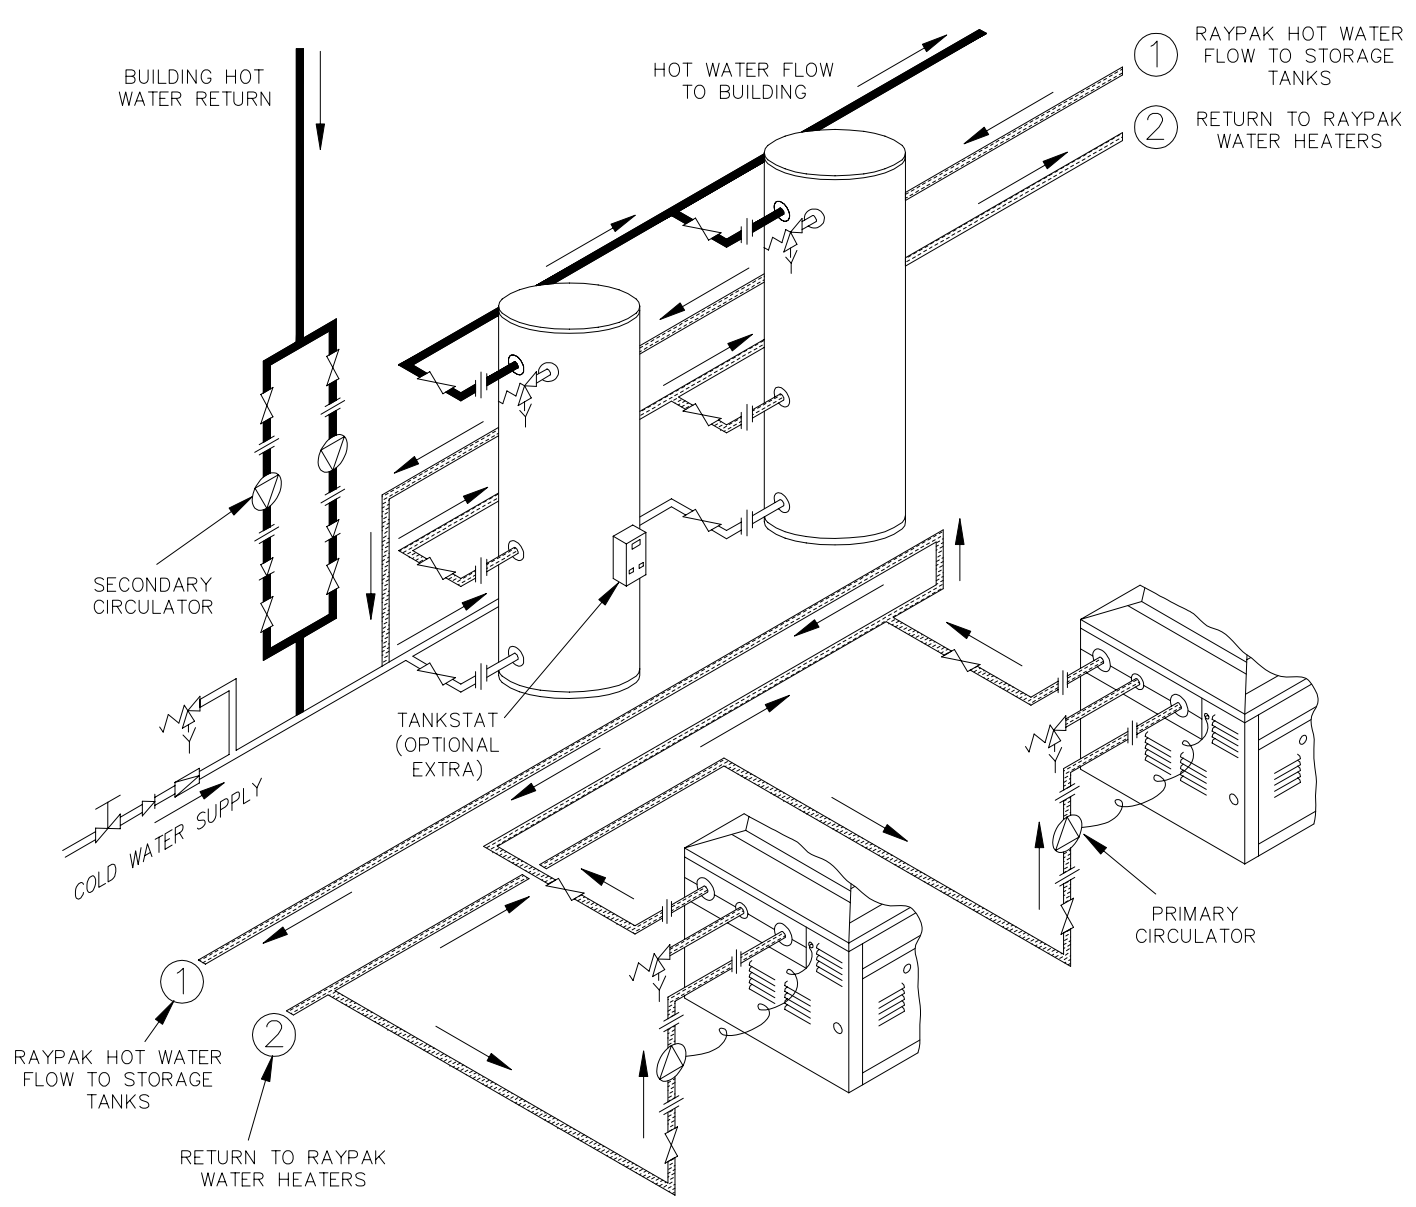 BUILDING HOT
WATER RETURN
HOT WATER FLOW
TO BUILDING
1
RAYPAK HOT WATER
FLOW TO STORAGE
TANKS
2
RETURN TO RAYPAK
WATER HEATERS
SECONDARY
CIRCULATOR
TANKSTAT
(OPTIONAL
EXTRA)
COLD WATER SUPPLY
PRIMARY
CIRCULATOR
1
RAYPAK HOT WATER
FLOW TO STORAGE
TANKS
2
RETURN TO RAYPAK
WATER HEATERS